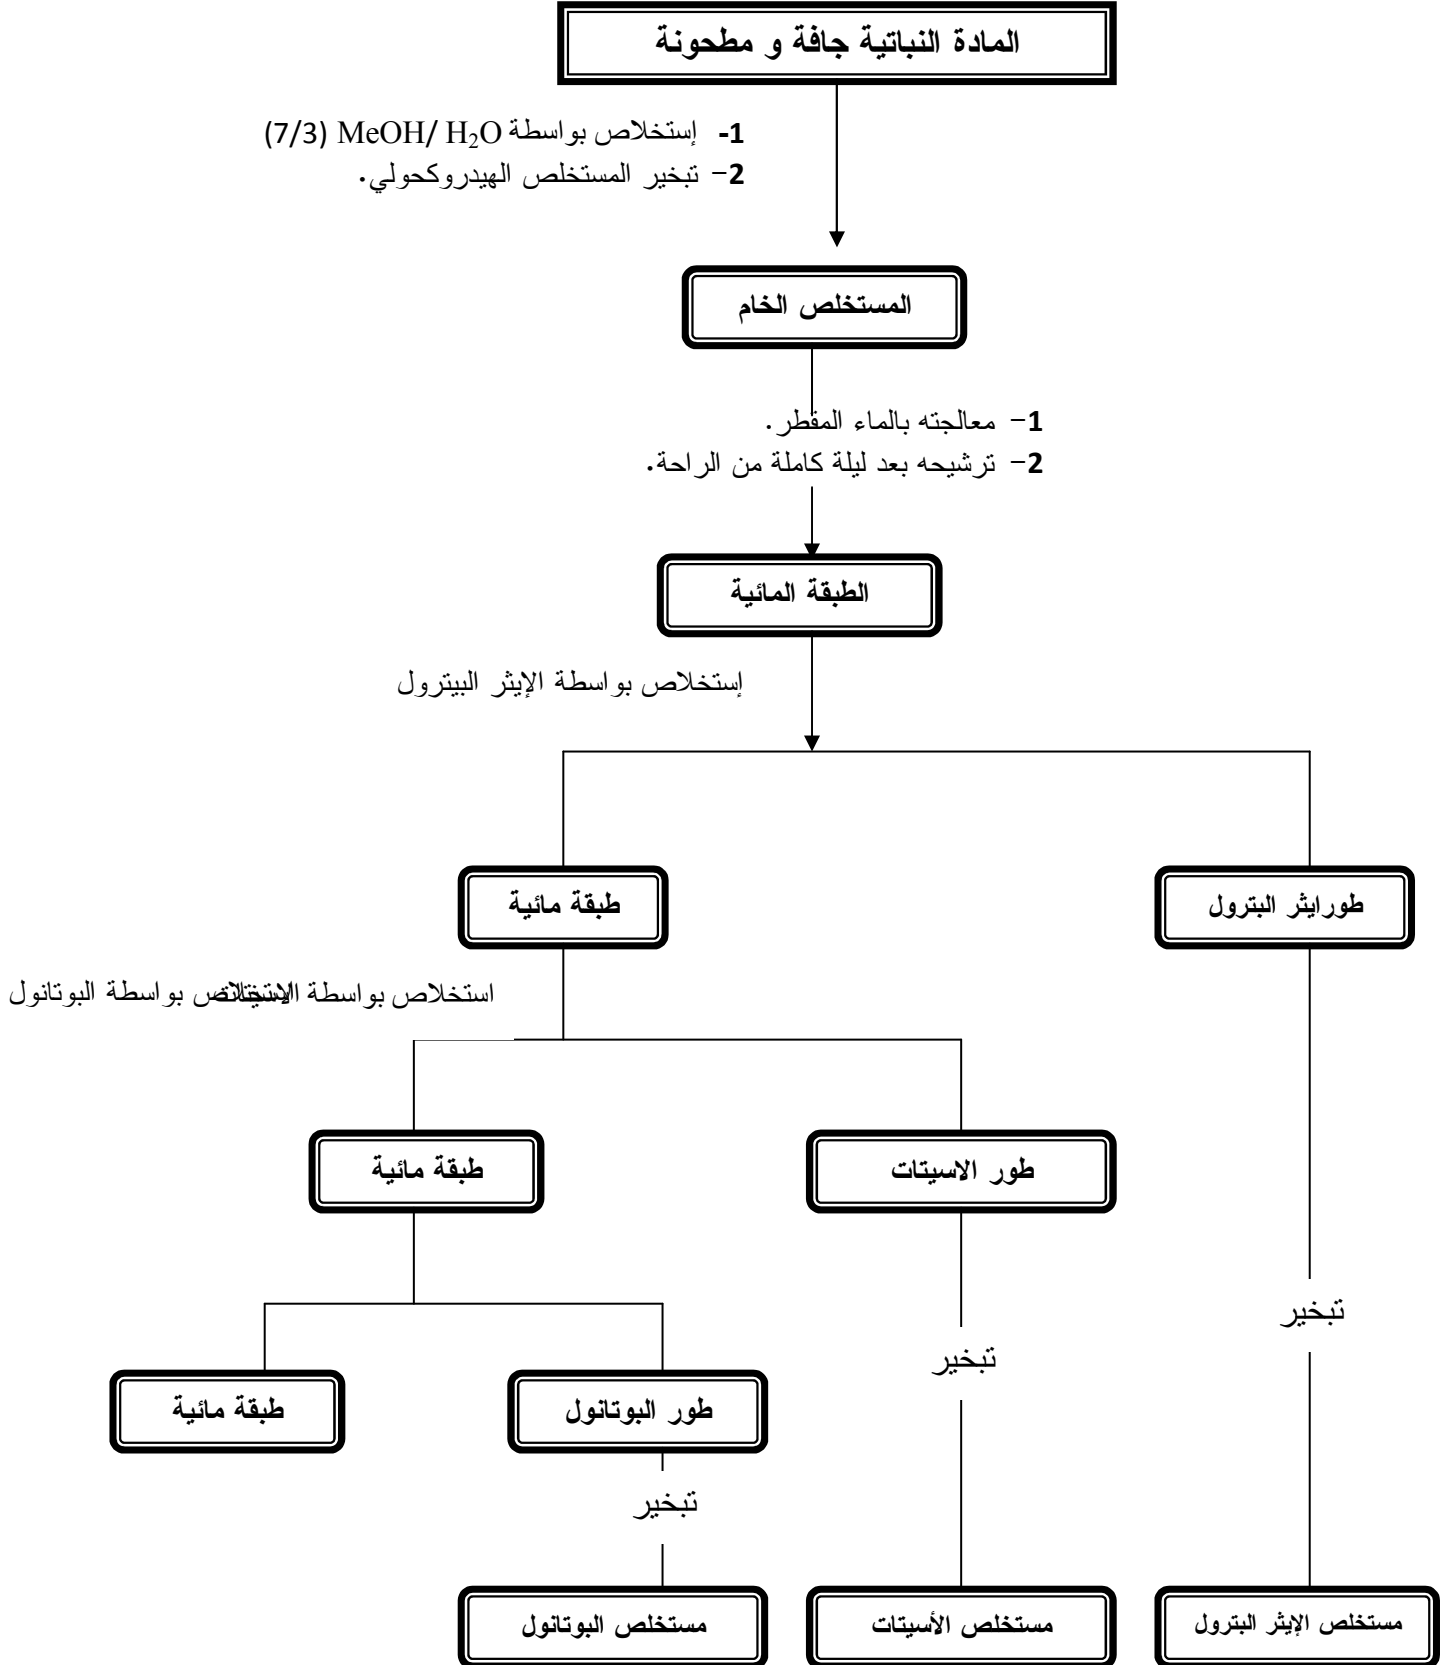 المادة النباتية جافة و مطحونة
1- إستخلاص بواسطة MeOH/ H₂O (7/3)
2- تبخير المستخلص الهيدروكحولي.
المستخلص الخام
1- معالجته بالماء المقطر.
2- ترشيحه بعد ليلة كاملة من الراحة.
الطبقة المائية
إستخلاص بواسطة الإيثر البيترول
طورايثر البترول
طبقة مائية
استخلاص بواسطة
بواسطة البوتانول
طور الاسيتات
طبقة مائية
تبخير
تبخير
طور البوتانول
طبقة مائية
تبخير
مستخلص الإيثر البترول
مستخلص الأسيتات
مستخلص البوتانول